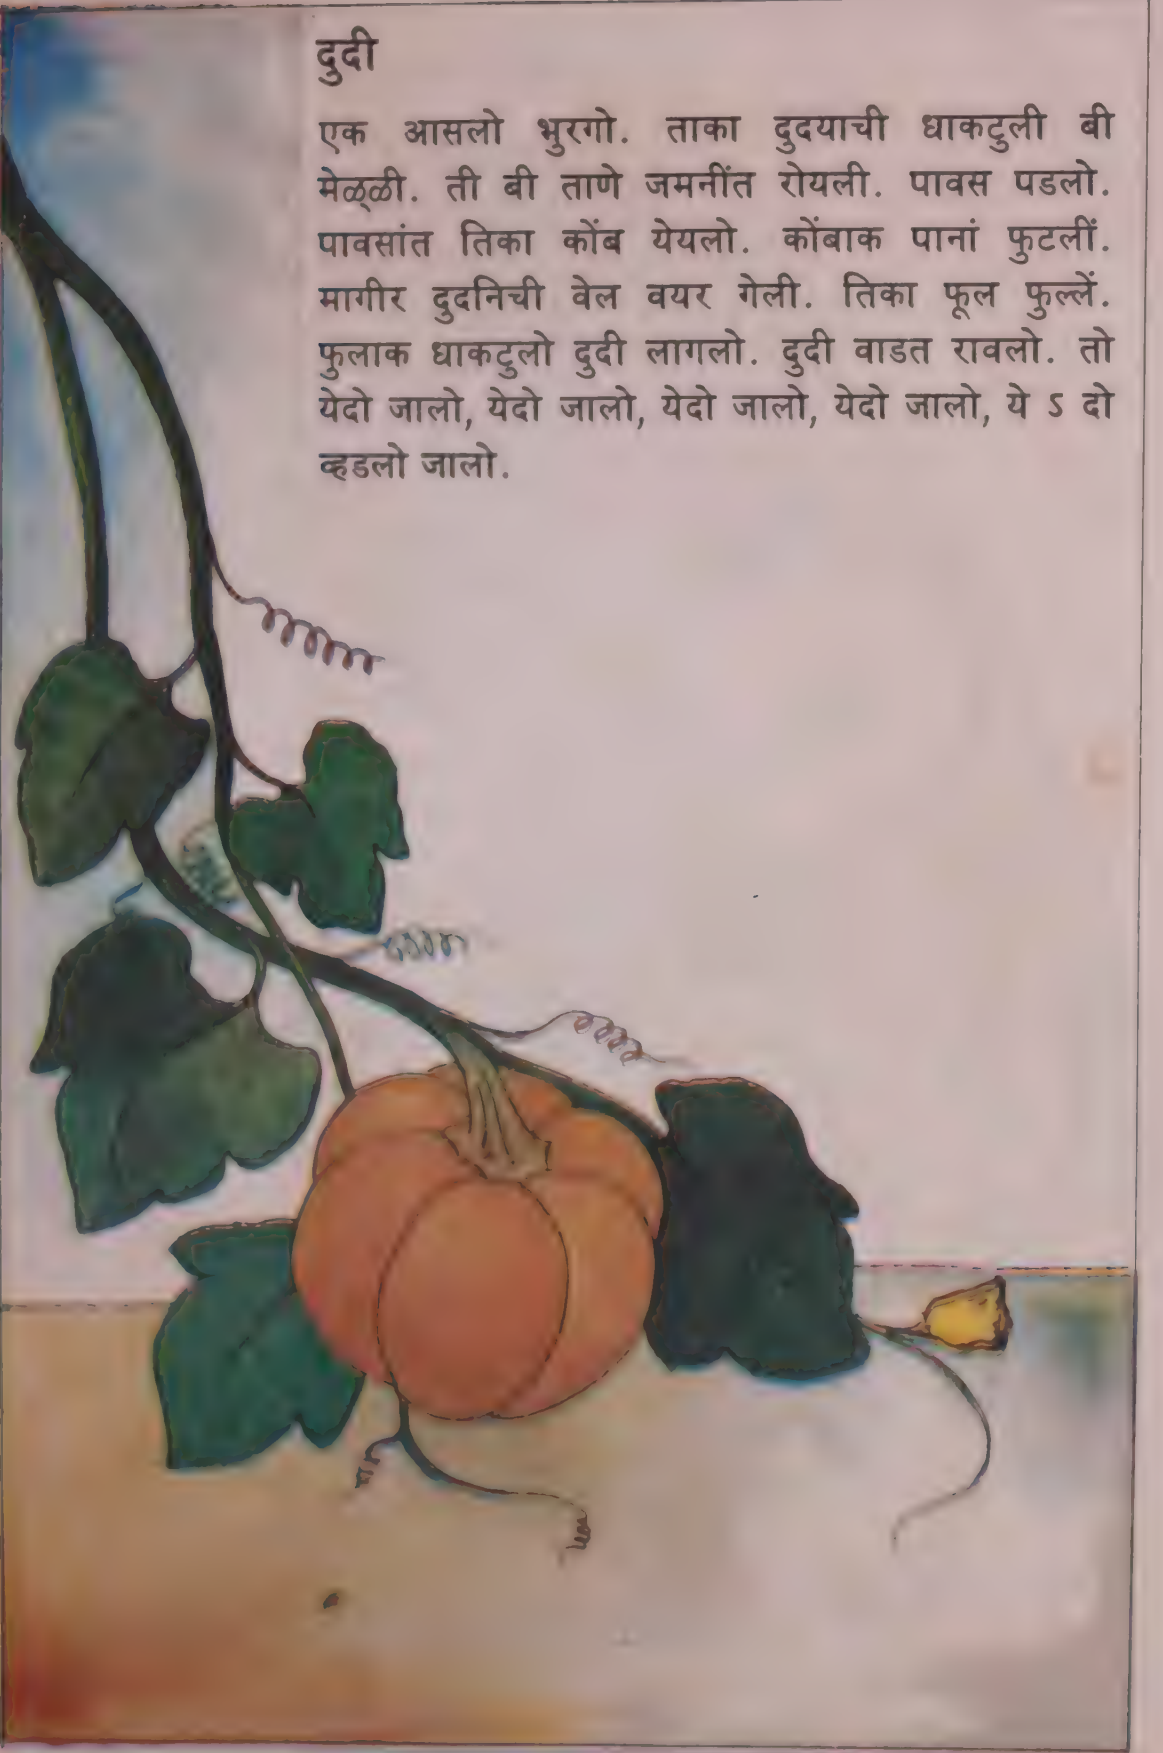 दुदी
एक आसलो भुरगो. ताका दुदयाची धाकटुली बी
मेळ्ळी. ती बी ताणे जमनींत रोयली. पावस पडलो.
पावसांत तिका कोंब येयलो. कोंबाक पानां फुटलीं.
मागीर दुदनिची वेल वयर गेली. तिका फूल फुल्लें.
फुलाक धाकटुलो दुदी लागलो. दुदी वाडत रावलो. तो
येदो जालो, येदो जालो, येदो जालो, येदो जालो, ये ऽ दो
व्हडलो जालो.